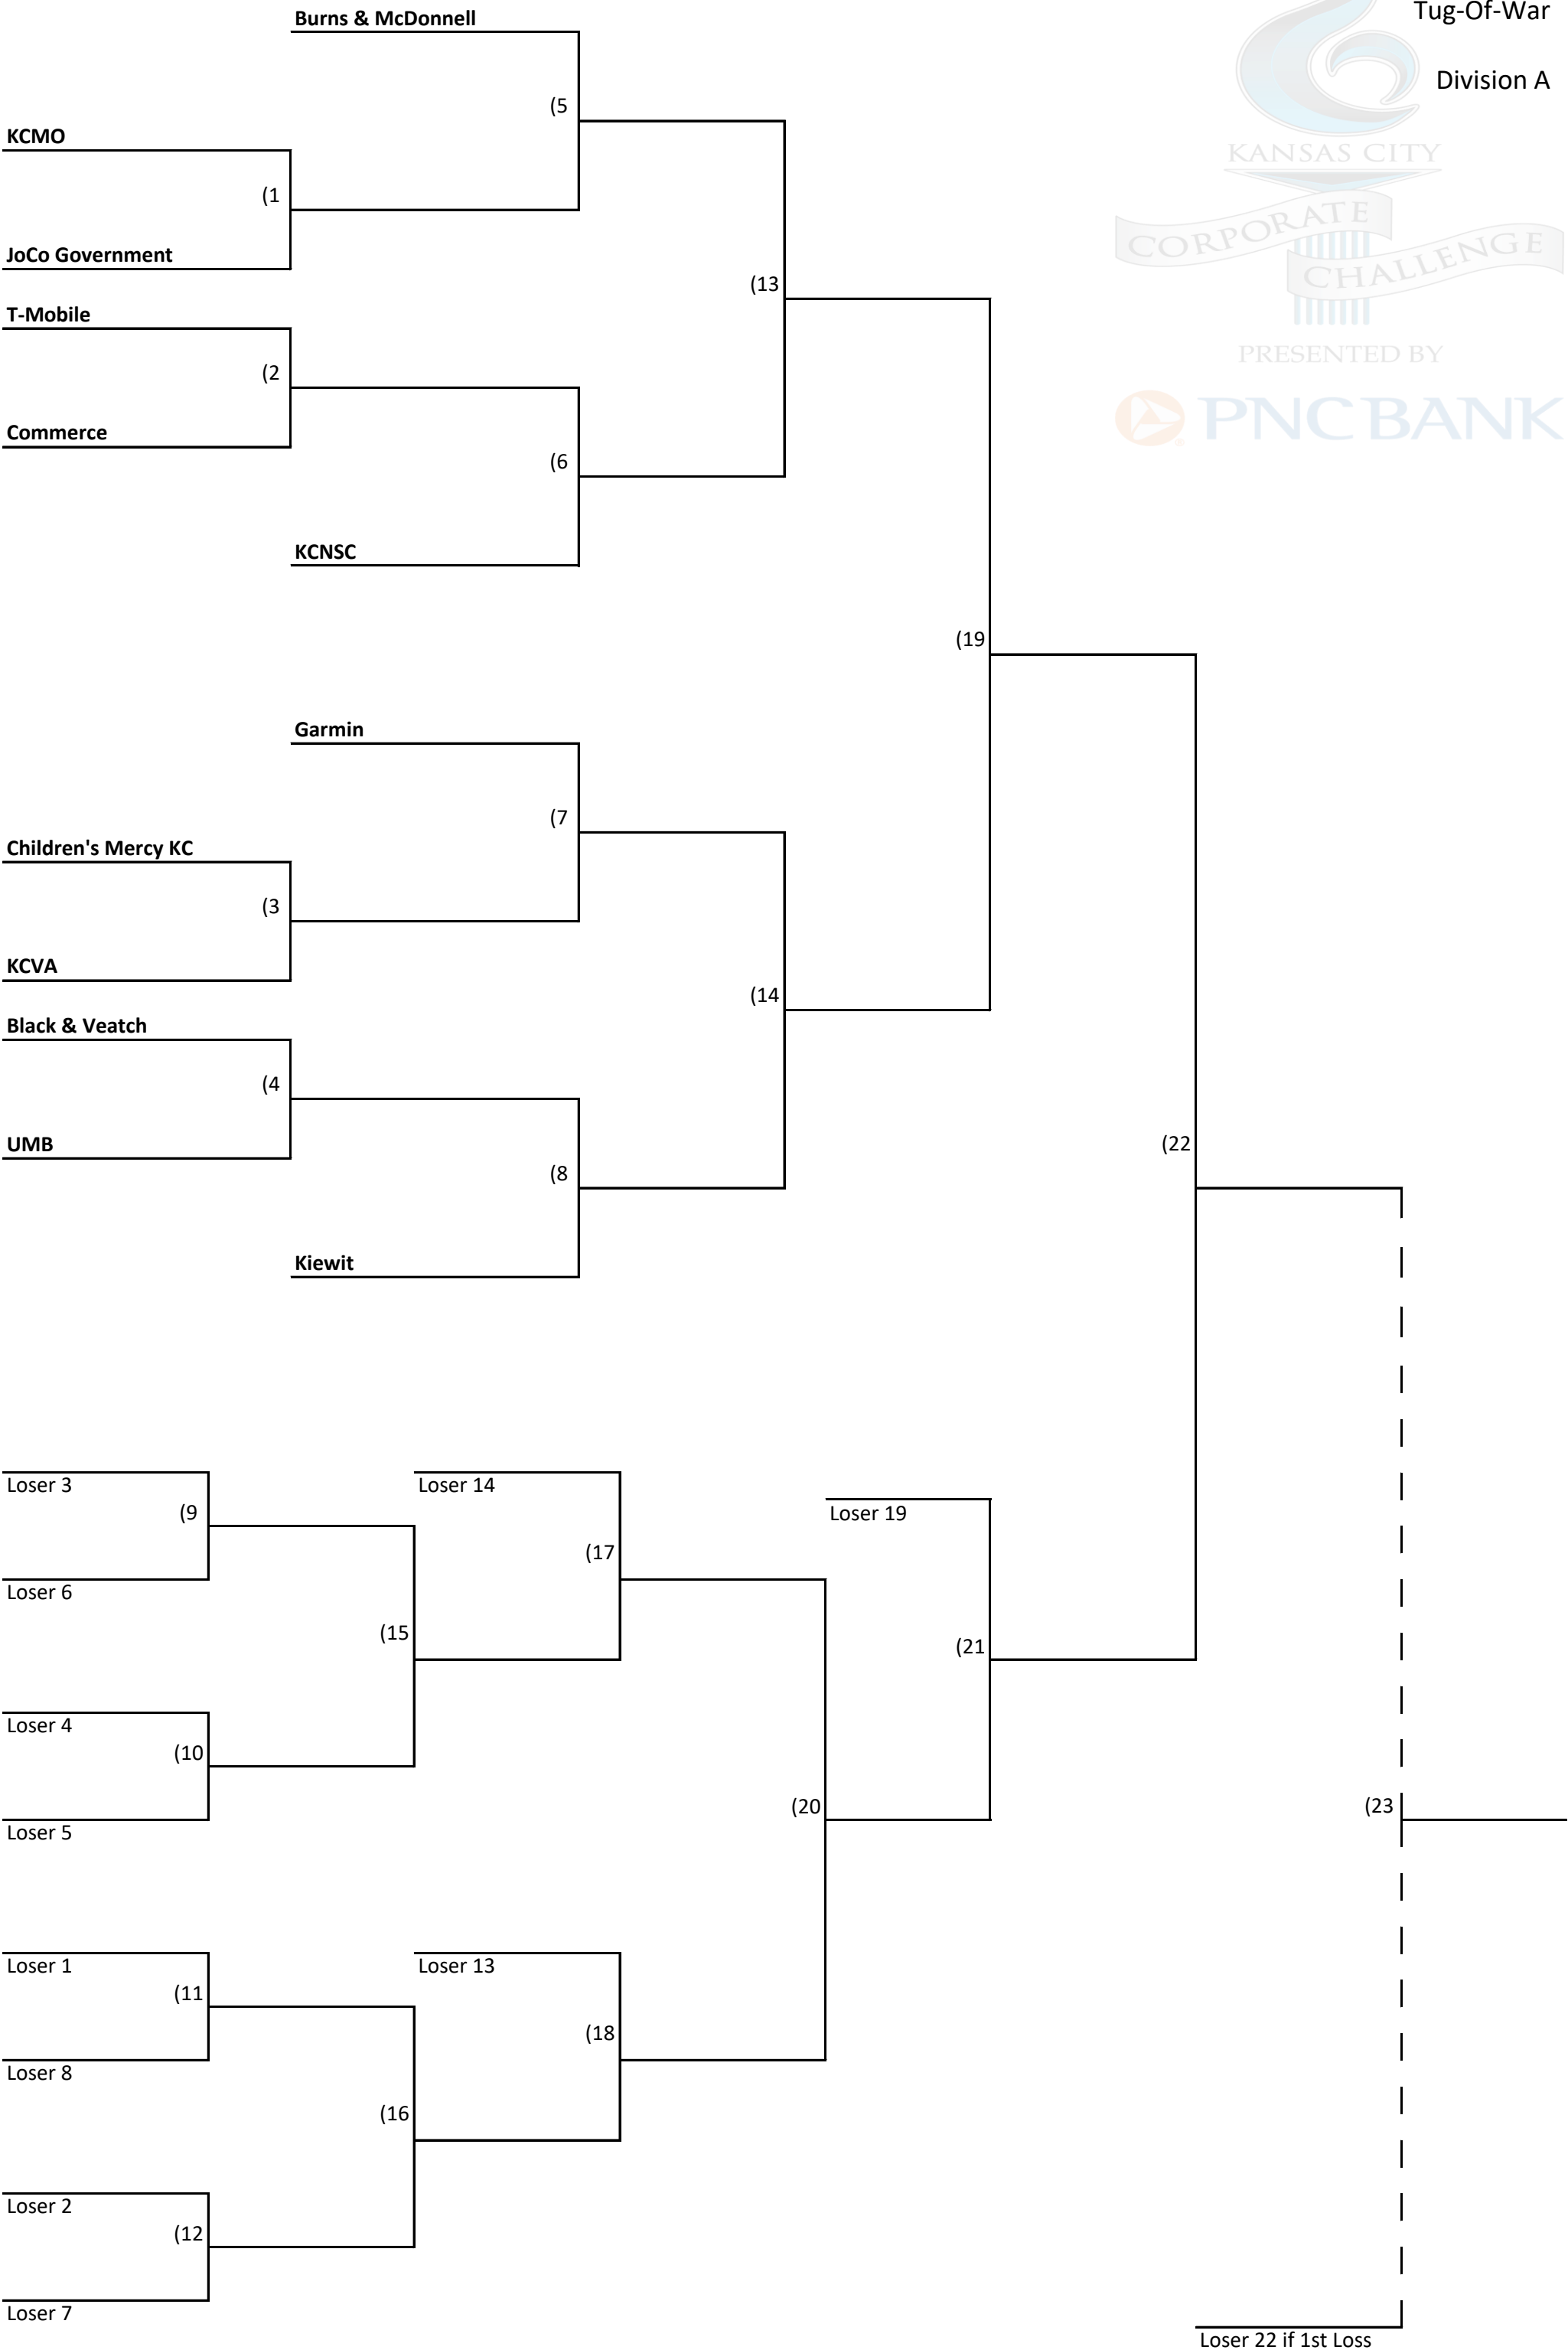 Tug-Of-War
Division A
KANSAS CITY
CORPORATE
CHALLENGE
PRESENTED BY
PNC BANK
Burns & McDonnell
(5
KCMO
(1
JoCo Government
(13
T-Mobile
(2
Commerce
(6
KCNSC
(19
Garmin
(7
Children's Mercy KC
(3
KCVA
(14
Black & Veatch
(4
UMB
(22
(8
Kiewit
Loser 3
Loser 14
(9
Loser 19
(17
Loser 6
(15
(21
Loser 4
(10
(20
(23
Loser 5
Loser 1
Loser 13
(11
(18
Loser 8
(16
Loser 2
(12
Loser 7
Loser 22 if 1st Loss